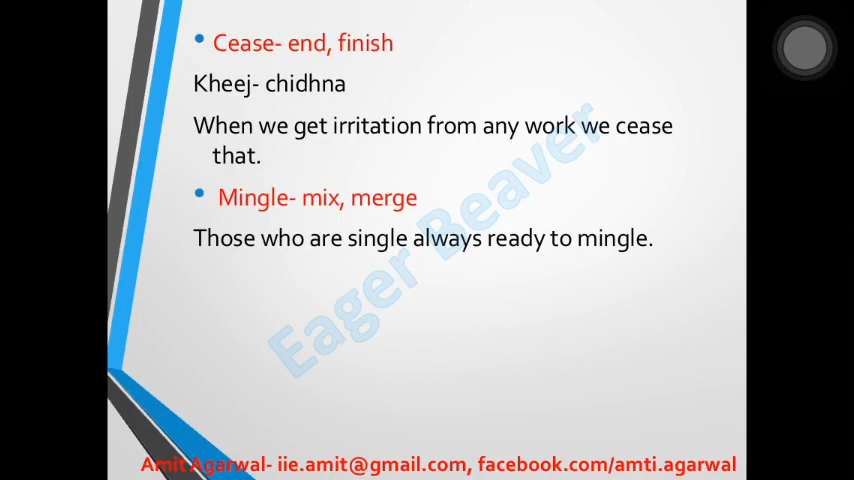 Cease- end, finish
Kheej- chidhna
When we get irritation from any work we cease
that.
Mingle- mix, merge
Those who are single always ready to mingle.
Eager Beaver
Amit Agarwal- iie.amit@gmail.com, facebook.com/amti.agarwal